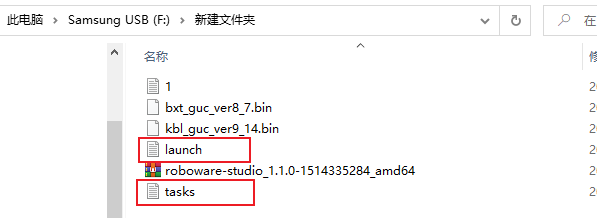 此电脑 > Samsung USB (F:) > 新建文件夹
在
名称
1
bxt_guc_ver8_7.bin
kbl_guc_ver9_14.bin
launch
roboware-studio_1.1.0-1514335284_amd64
tasks